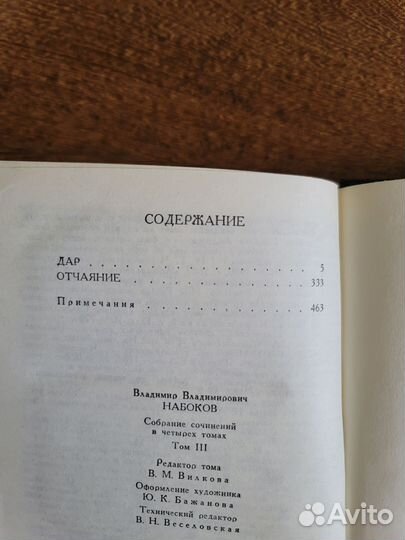 СОДЕРЖАНИЕ
ДАР . . . . . . . . . . . . . . . . . . 5
ОТЧАЯНИЕ . . . . . . . . . . . . . . 333
Примечания . . . . . . . . . . . . . 463
Владимир Владимирович
НАБОКОВ
Собрание сочинений
в четырех томах
Том III
Редактор тома
В. М. Вилкова
Оформление художника
Ю. К. Бажанова
Технический редактор
В. Н. Веселовская
Avito